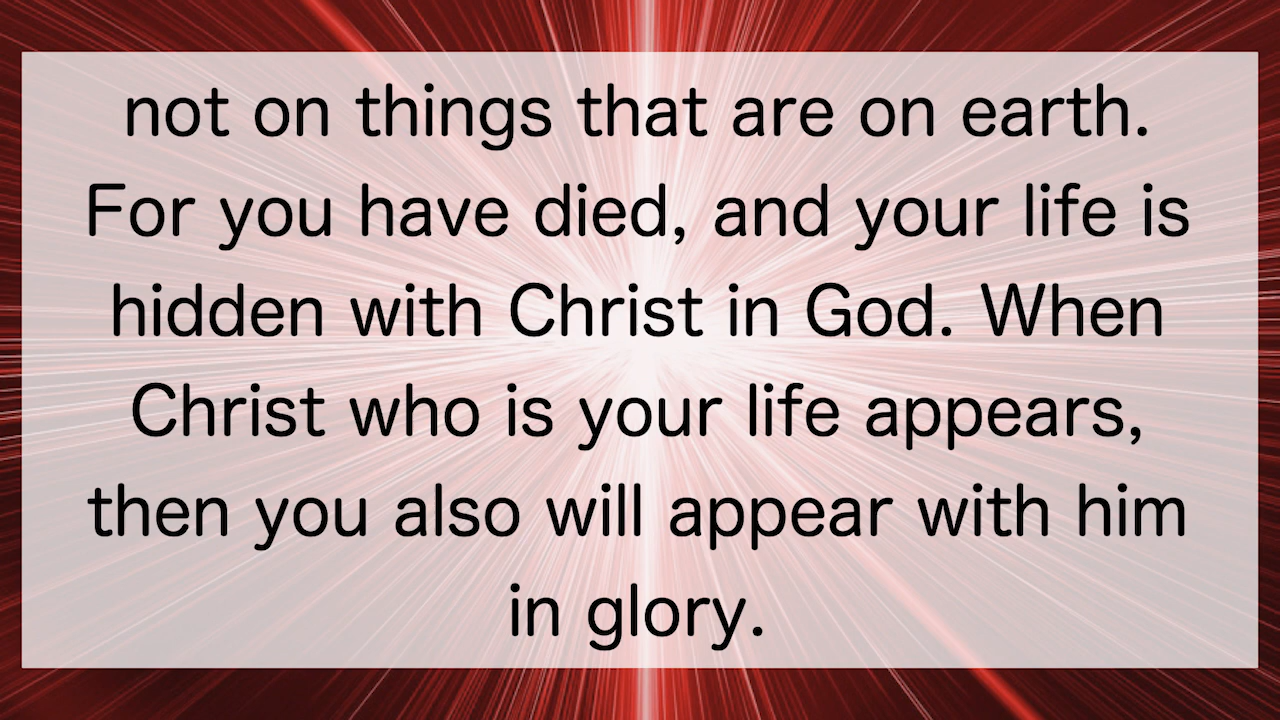 not on things that are on earth.
For you have died, and your life is
hidden with Christ in God. When
Christ who is your life appears,
then you also will appear with him
in glory.